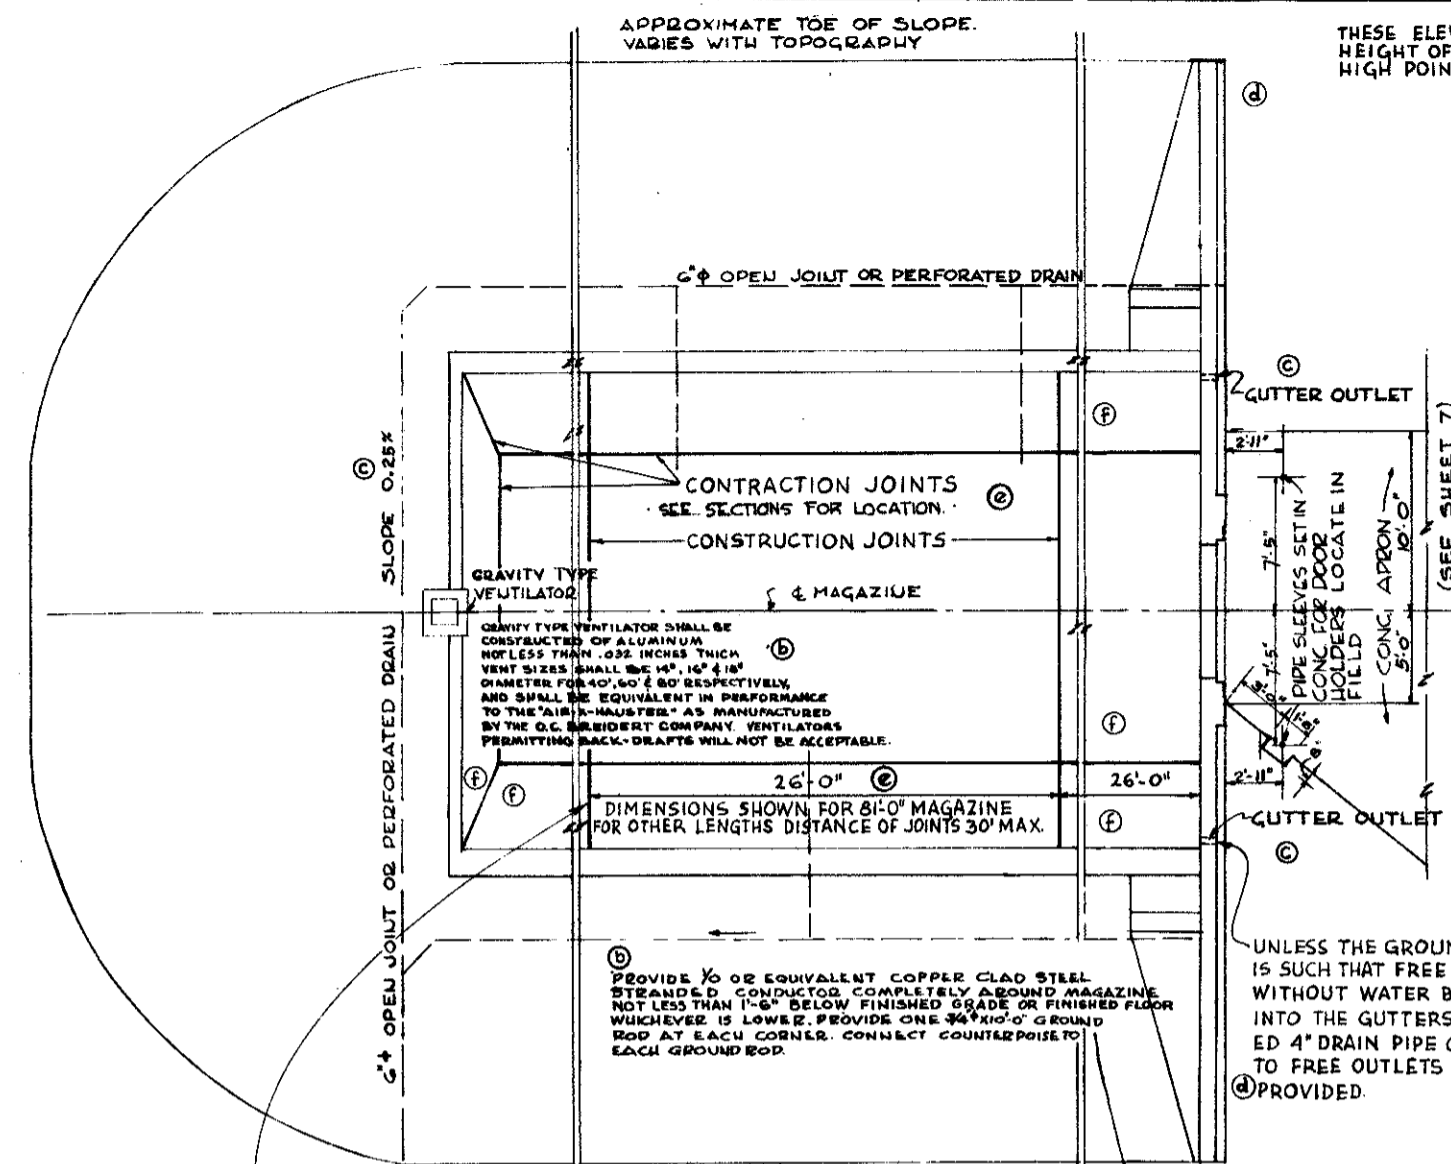 APPROXIMATE TOE OF SLOPE.
VARIES WITH TOPOGRAPHY
THESE ELE
HEIGHT OF
HIGH POIN
d
6"φ OPEN JOINT OR PERFORATED DRAIN
c
GUTTER OUTLET
f
2'-11"
c
SLOPE 0.25%
6"φ OPEN JOINT OR PERFORATED DRAIN
CONTRACTION JOINTS
SEE SECTIONS FOR LOCATION.
e
CONSTRUCTION JOINTS
7'-5"
7'-5"
PIPE SLEEVES SET IN
CONC. FOR DOOR
HOLDERS LOCATE IN
FIELD
CONC. APRON
10'-0"
5'-0"
(SEE SHEET 7)
GRAVITY TYPE
VENTILATOR
℄ MAGAZINE
GRAVITY TYPE VENTILATOR SHALL BE
CONSTRUCTED OF ALUMINUM
NOT LESS THAN .032 INCHES THICK
VENT SIZES SHALL BE 14", 16" & 18"
DIAMETER FOR 40', 60' & 80' RESPECTIVELY,
AND SHALL BE EQUIVALENT IN PERFORMANCE
TO THE "AIR-X-HAUSTER" AS MANUFACTURED
BY THE G.C. BREIDERT COMPANY. VENTILATORS
PERMITTING BACK-DRAFTS WILL NOT BE ACCEPTABLE.
b
3'-0"
f
f
f
26'-0"
e
26'-0"
2'-11"
DIMENSIONS SHOWN FOR 81'-0" MAGAZINE
FOR OTHER LENGTHS DISTANCE OF JOINTS 30' MAX.
f
GUTTER OUTLET
c
b
PROVIDE 1/0 OR EQUIVALENT COPPER CLAD STEEL
STRANDED CONDUCTOR COMPLETELY AROUND MAGAZINE
NOT LESS THAN 1'-6" BELOW FINISHED GRADE OR FINISHED FLOOR
WHICHEVER IS LOWER. PROVIDE ONE 3/4"X10'-0" GROUND
ROD AT EACH CORNER. CONNECT COUNTERPOISE TO
EACH GROUND ROD.
UNLESS THE GROUN
IS SUCH THAT FREE
WITHOUT WATER B
INTO THE GUTTERS
ED 4" DRAIN PIPE
TO FREE OUTLETS
d PROVIDED.